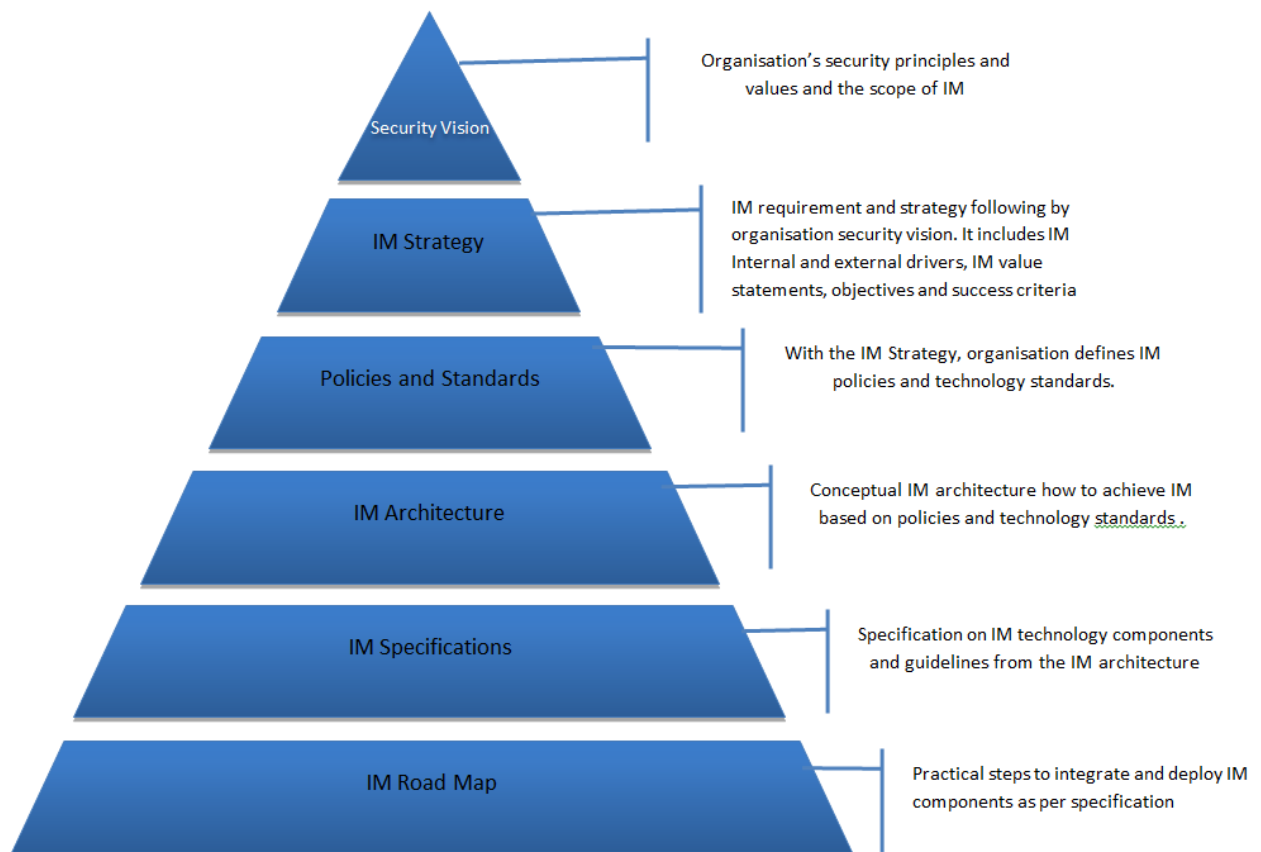 Organisation’s security principles and
values and the scope of IM
Security Vision
IM requirement and strategy following by
organisation security vision. It includes IM
Internal and external drivers, IM value
statements, objectives and success criteria
IM Strategy
With the IM Strategy, organisation defines IM
policies and technology standards.
Policies and Standards
Conceptual IM architecture how to achieve IM
based on policies and technology standards .
IM Architecture
Specification on IM technology components
and guidelines from the IM architecture
IM Specifications
Practical steps to integrate and deploy IM
components as per specification
IM Road Map